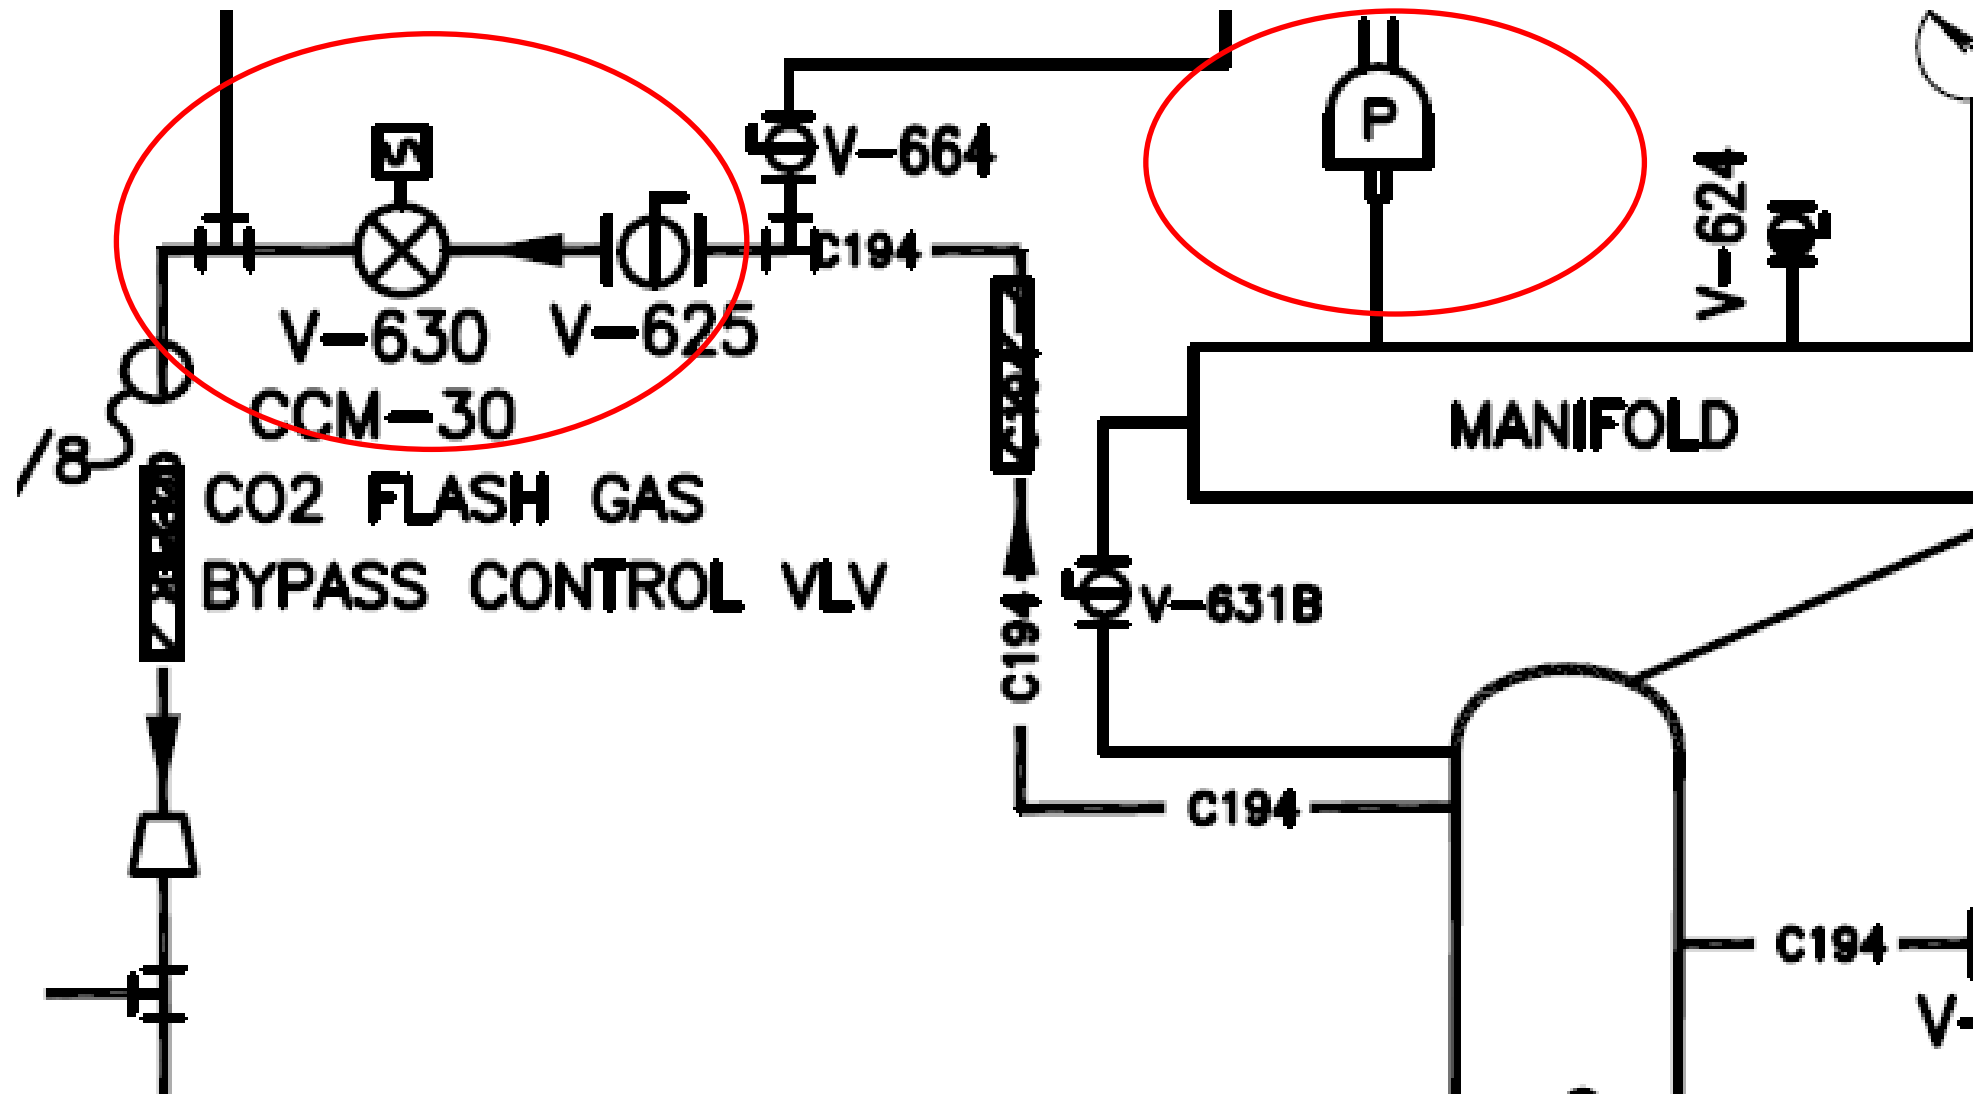 P
S
V-664
V-624
C194
V-630
V-625
CCM-30
MANIFOLD
/8
CO2 FLASH GAS
BYPASS CONTROL VLV
V-631B
C194
C194
C194
V-